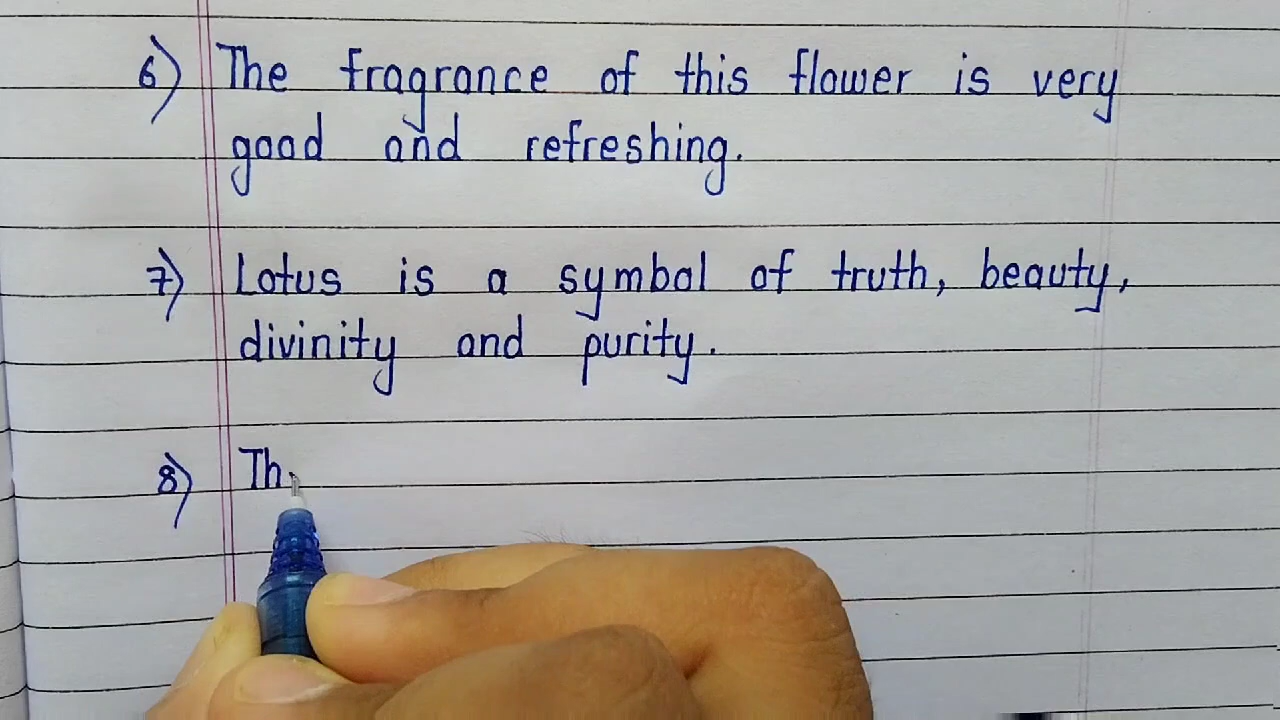 6) The fragrance of this flower is very
good and refreshing.
7) Lotus is a symbol of truth, beauty,
divinity and purity.
8) Th